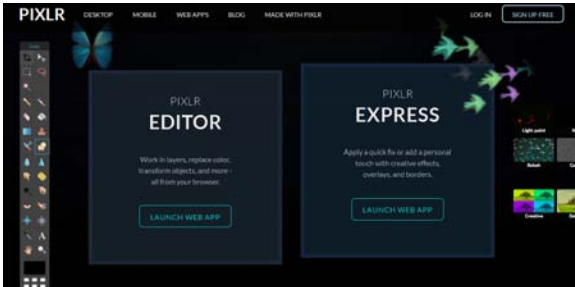 PIXLR DESKTOP MOBILE WEB APPS BLOG MADE WITH PIXLR LOG IN SIGN UP FREE
PIXLR
EDITOR
Work in layers, replace color,
transform objects, and more -
all from your browser.
LAUNCH WEB APP
PIXLR
EXPRESS
Apply a quick fix or add a personal
touch with creative effects,
overlays, and borders.
LAUNCH WEB APP
Light paint
Creative
A